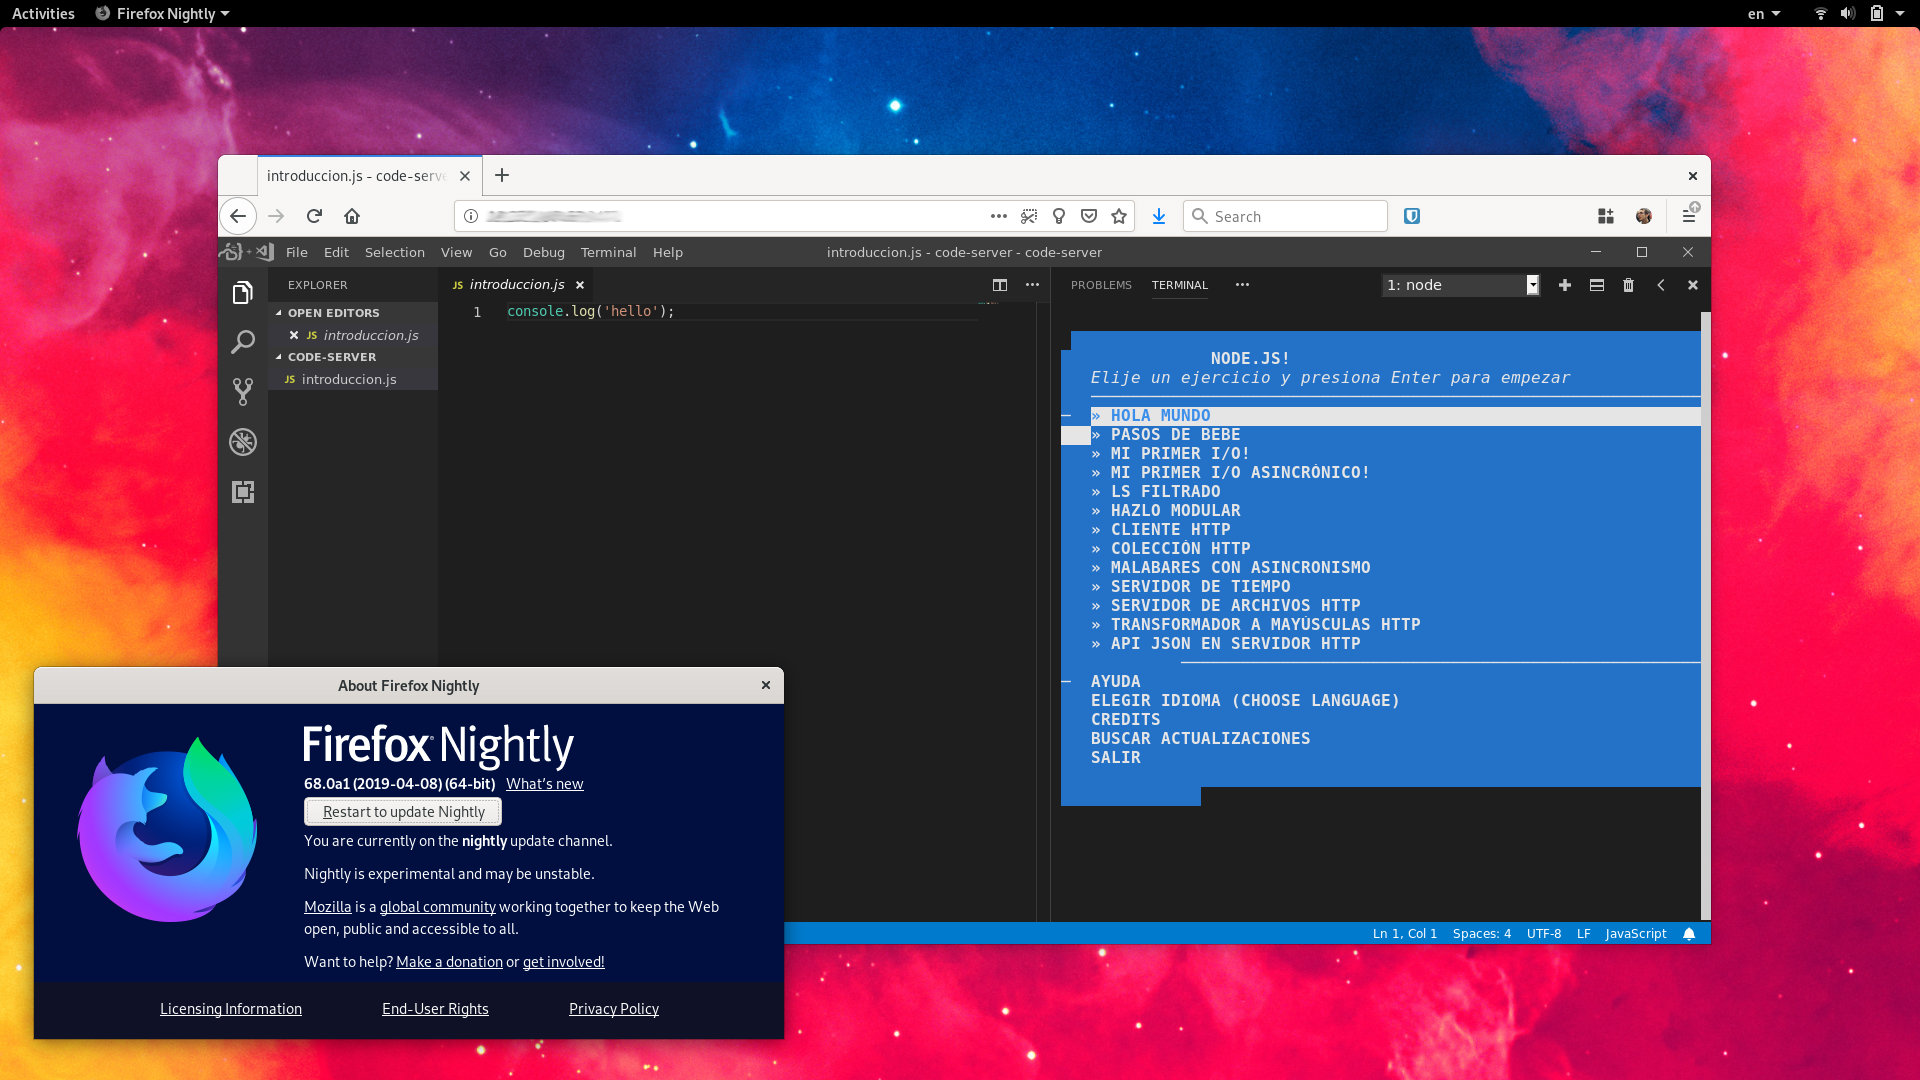 Activities
Firefox Nightly
en
introduccion.js - code-serve
Search
File Edit Selection View Go Debug Terminal Help
introduccion.js - code-server - code-server
EXPLORER
OPEN EDITORS
JS introduccion.js
CODE-SERVER
JS introduccion.js
JS introduccion.js
1 console.log('hello');
PROBLEMS TERMINAL
1: node
NODE.JS!
Elije un ejercicio y presiona Enter para empezar
» HOLA MUNDO
» PASOS DE BEBE
» MI PRIMER I/O!
» MI PRIMER I/O ASINCRÓNICO!
» LS FILTRADO
» HAZLO MODULAR
» CLIENTE HTTP
» COLECCIÓN HTTP
» MALABARES CON ASINCRONISMO
» SERVIDOR DE TIEMPO
» SERVIDOR DE ARCHIVOS HTTP
» TRANSFORMADOR A MAYÚSCULAS HTTP
» API JSON EN SERVIDOR HTTP
AYUDA
ELEGIR IDIOMA (CHOOSE LANGUAGE)
CREDITS
BUSCAR ACTUALIZACIONES
SALIR
Ln 1, Col 1 Spaces: 4 UTF-8 LF JavaScript
About Firefox Nightly
Firefox Nightly
68.0a1 (2019-04-08) (64-bit) What's new
Restart to update Nightly
You are currently on the nightly update channel.
Nightly is experimental and may be unstable.
Mozilla is a global community working together to keep the Web
open, public and accessible to all.
Want to help? Make a donation or get involved!
Licensing Information End-User Rights Privacy Policy